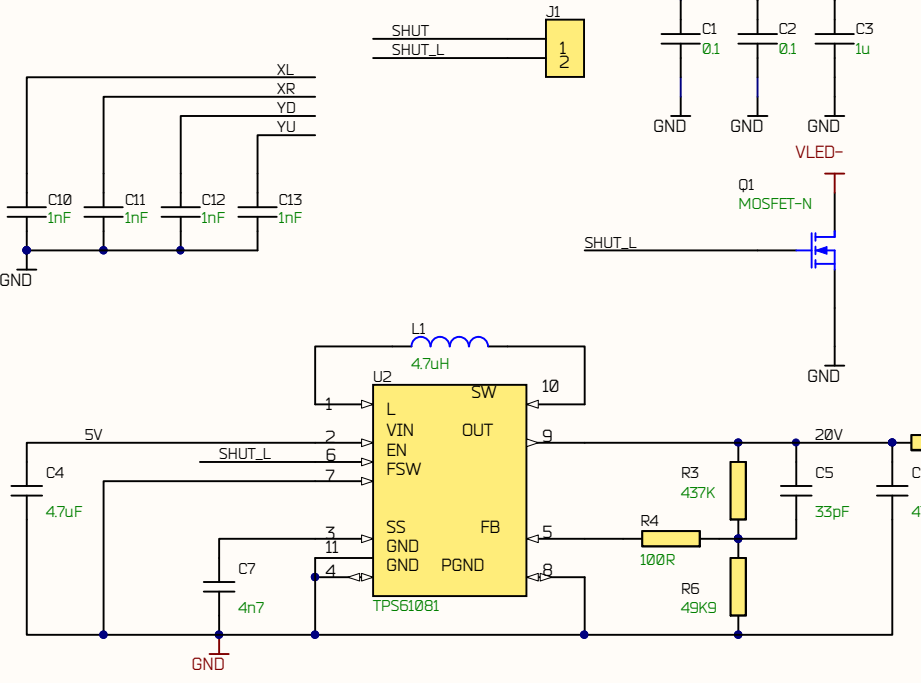 J1
SHUT
SHUT_L
1
2
C1
0.1
C2
0.1
C3
1u
GND
GND
GND
XL
XR
YD
YU
C10
1nF
C11
1nF
C12
1nF
C13
1nF
GND
VLED-
Q1
MOSFET-N
SHUT_L
GND
L1
4.7uH
U2
1
L
SW
10
5V
2
VIN
OUT
9
20V
SHUT_L
6
EN
7
FSW
C4
4.7uF
R3
437K
C5
33pF
C
4
3
SS
FB
5
R4
100R
11
GND
4
GND
PGND
8
C7
4n7
TPS61081
R6
49K9
GND